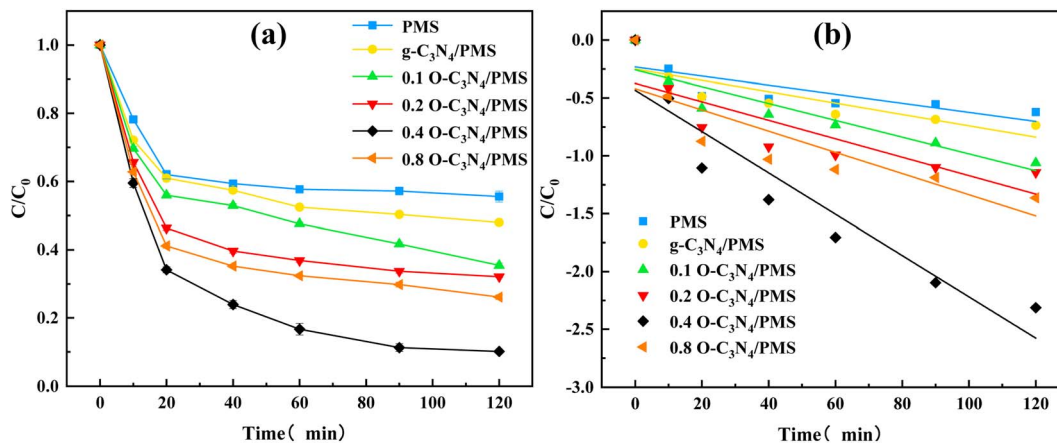 (a)
PMS
g-C₃N₄/PMS
0.1 O-C₃N₄/PMS
0.2 O-C₃N₄/PMS
0.4 O-C₃N₄/PMS
0.8 O-C₃N₄/PMS
C/C₀
1.0
0.8
0.6
0.4
0.2
0.0
0 20 40 60 80 100 120
Time( min)
(b)
C/C₀
0.0
-0.5
-1.0
-1.5
-2.0
-2.5
-3.0
PMS
g-C₃N₄/PMS
0.1 O-C₃N₄/PMS
0.2 O-C₃N₄/PMS
0.4 O-C₃N₄/PMS
0.8 O-C₃N₄/PMS
0 20 40 60 80 100 120
Time( min)